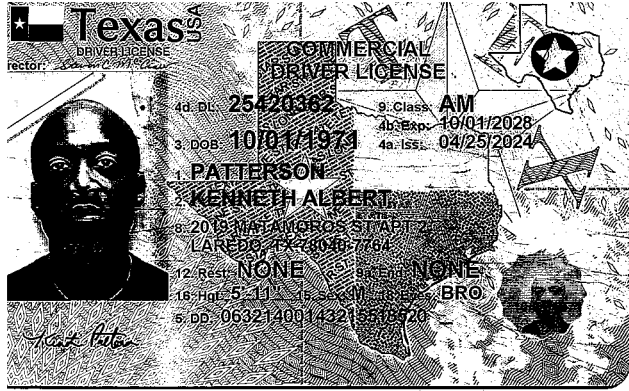 Texas USA
DRIVER LICENSE
COMMERCIAL
DRIVER LICENSE
rector:
4d. DL: 25420362 9. Class: AM
4b. Exp: 10/01/2028
3. DOB: 10/01/1971 4a. Iss: 04/25/2024
1. PATTERSON
2. KENNETH ALBERT
8. 2019 MATAMOROS ST APT 2
LAREDO, TX 78040-7764
12. Rest: NONE 9a. End: NONE
16. Hgt: 5'-11" 15. Sex: M 18. Eyes: BRO
5. DD: